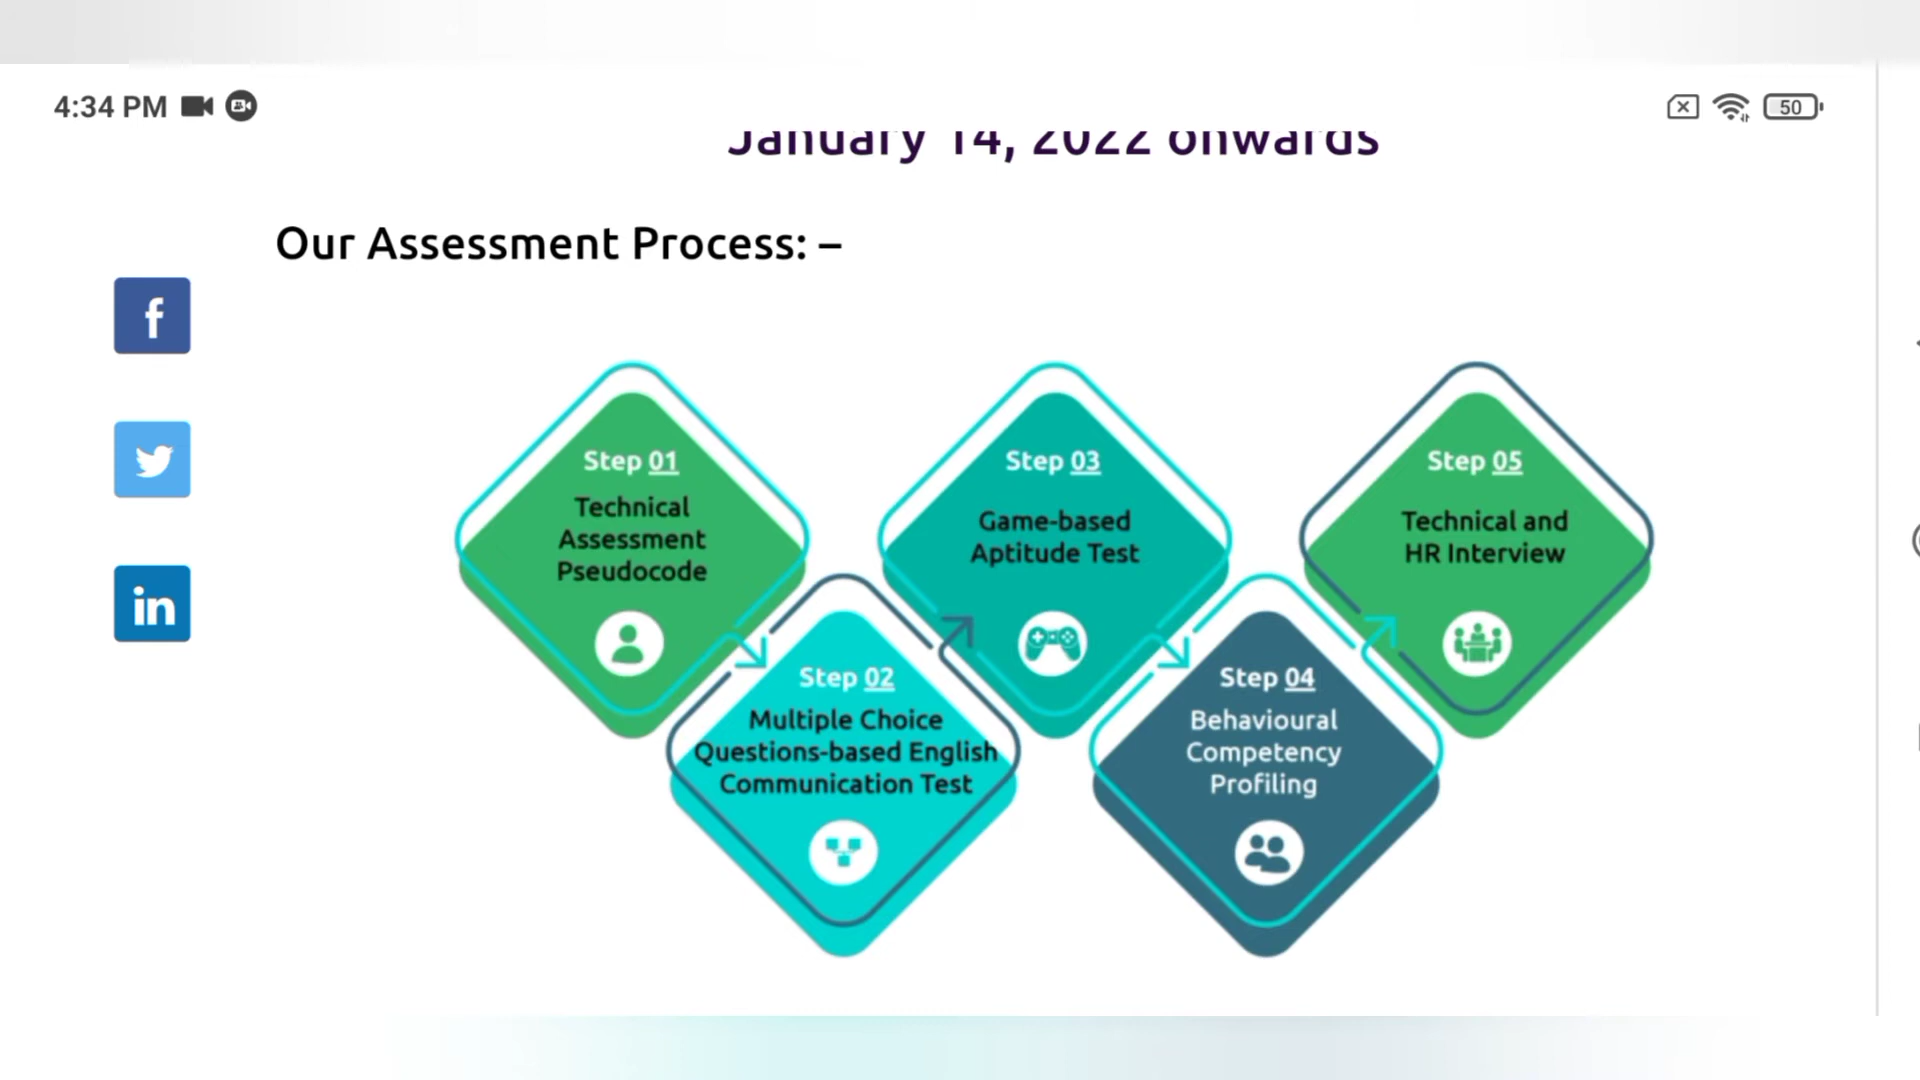 4:34 PM
50
January 14, 2022 onwards
Our Assessment Process: –
f
in
Step 01
Technical
Assessment
Pseudocode
Step 02
Multiple Choice
Questions-based English
Communication Test
Step 03
Game-based
Aptitude Test
Step 04
Behavioural
Competency
Profiling
Step 05
Technical and
HR Interview